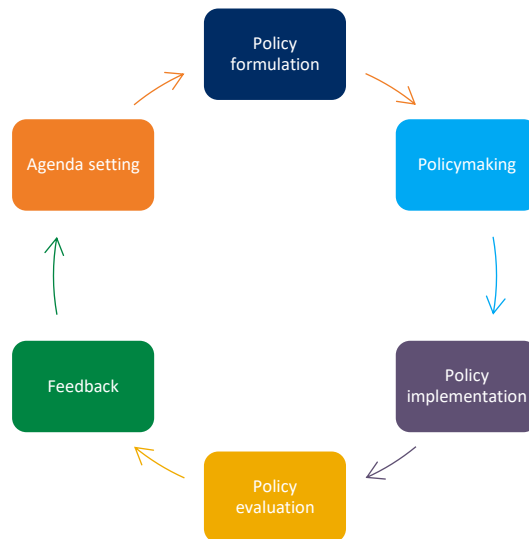 Policy
formulation
Agenda setting
Policymaking
Feedback
Policy
implementation
Policy
evaluation